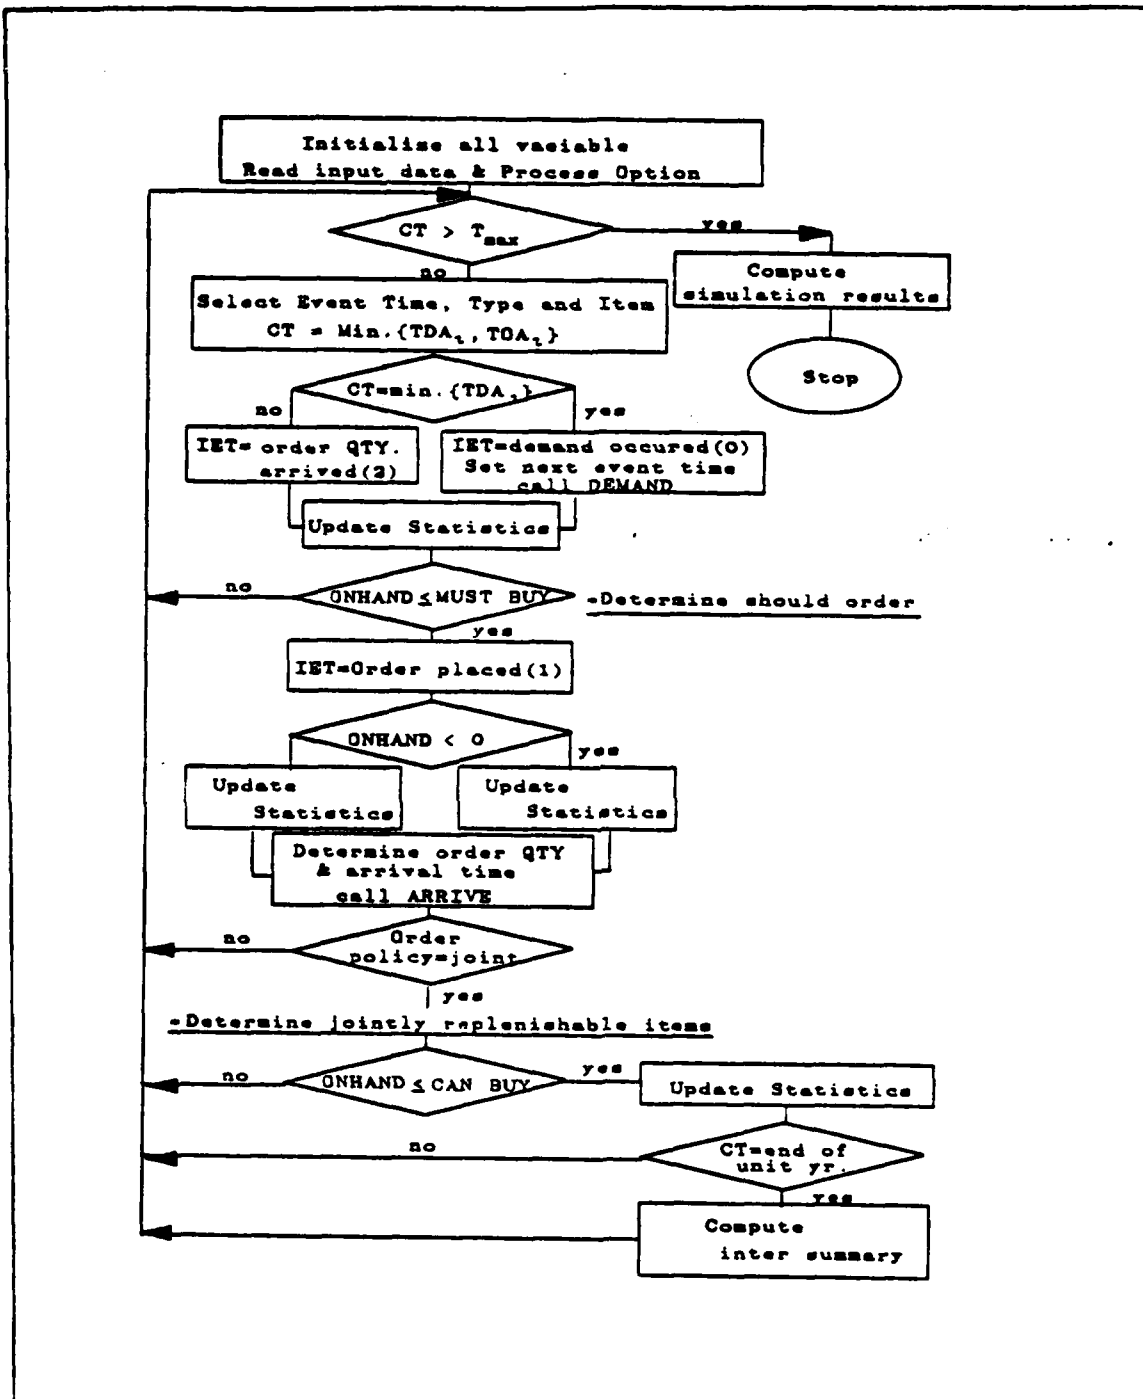 Initialize all vaeiable
Read input data & Process Option
CT > Tmax
yes
no
Compute
simulation results
Select Event Time, Type and Item
CT = Min.{TDAι, TOAι}
Stop
CT=min.{TDAι}
no
yes
IET= order QTY.
arrived(2)
IET=demand occured(0)
Set next event time
call DEMAND
Update Statistics
no
ONHAND ≤ MUST BUY
-Determine should order
yes
IET=Order placed(1)
ONHAND < 0
yes
Update
Statistics
Update
Statistics
Determine order QTY
& arrival time
call ARRIVE
no
Order
policy=joint
yes
-Determine jointly replenishable items
no
ONHAND ≤ CAN BUY
yes
Update Statistics
no
CT=end of
unit yr.
yes
Compute
inter summary